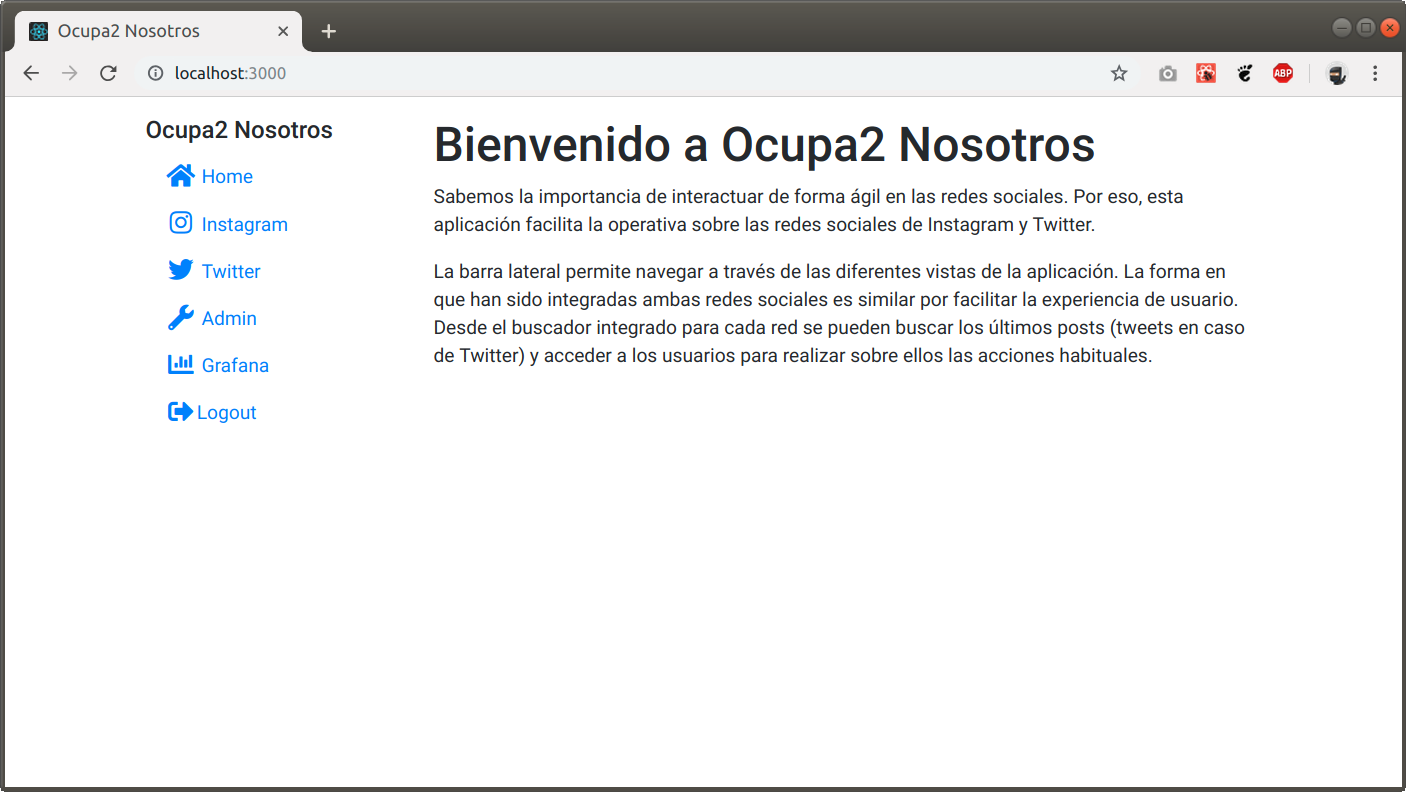 Ocupa2 Nosotros
localhost:3000
ABP
Ocupa2 Nosotros
Home
Instagram
Twitter
Admin
Grafana
Logout
Bienvenido a Ocupa2 Nosotros
Sabemos la importancia de interactuar de forma ágil en las redes sociales. Por eso, esta
aplicación facilita la operativa sobre las redes sociales de Instagram y Twitter.
La barra lateral permite navegar a través de las diferentes vistas de la aplicación. La forma en
que han sido integradas ambas redes sociales es similar por facilitar la experiencia de usuario.
Desde el buscador integrado para cada red se pueden buscar los últimos posts (tweets en caso
de Twitter) y acceder a los usuarios para realizar sobre ellos las acciones habituales.